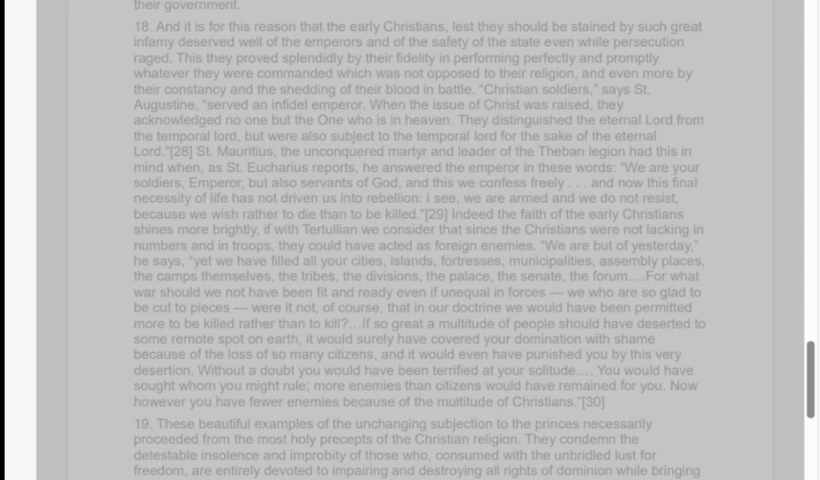 their government.
18. And it is for this reason that the early Christians, lest they should be stained by such great
infamy deserved well of the emperors and of the safety of the state even while persecution
raged. This they proved splendidly by their fidelity in performing perfectly and promptly
whatever they were commanded which was not opposed to their religion, and even more by
their constancy and the shedding of their blood in battle. “Christian soldiers,” says St.
Augustine, “served an infidel emperor. When the issue of Christ was raised, they
acknowledged no one but the One who is in heaven. They distinguished the eternal Lord from
the temporal lord, but were also subject to the temporal lord for the sake of the eternal
Lord.”[28] St. Mauritius, the unconquered martyr and leader of the Theban legion had this in
mind when, as St. Eucharius reports, he answered the emperor in these words: “We are your
soldiers, Emperor, but also servants of God, and this we confess freely . . . and now this final
necessity of life has not driven us into rebellion: I see, we are armed and we do not resist,
because we wish rather to die than to be killed.”[29] Indeed the faith of the early Christians
shines more brightly, if with Tertullian we consider that since the Christians were not lacking in
numbers and in troops, they could have acted as foreign enemies. “We are but of yesterday,”
he says, “yet we have filled all your cities, islands, fortresses, municipalities, assembly places,
the camps themselves, the tribes, the divisions, the palace, the senate, the forum....For what
war should we not have been fit and ready even if unequal in forces — we who are so glad to
be cut to pieces — were it not, of course, that in our doctrine we would have been permitted
more to be killed rather than to kill?...If so great a multitude of people should have deserted to
some remote spot on earth, it would surely have covered your domination with shame
because of the loss of so many citizens, and it would even have punished you by this very
desertion. Without a doubt you would have been terrified at your solitude.... You would have
sought whom you might rule; more enemies than citizens would have remained for you. Now
however you have fewer enemies because of the multitude of Christians.”[30]
19. These beautiful examples of the unchanging subjection to the princes necessarily
proceeded from the most holy precepts of the Christian religion. They condemn the
detestable insolence and improbity of those who, consumed with the unbridled lust for
freedom, are entirely devoted to impairing and destroying all rights of dominion while bringing